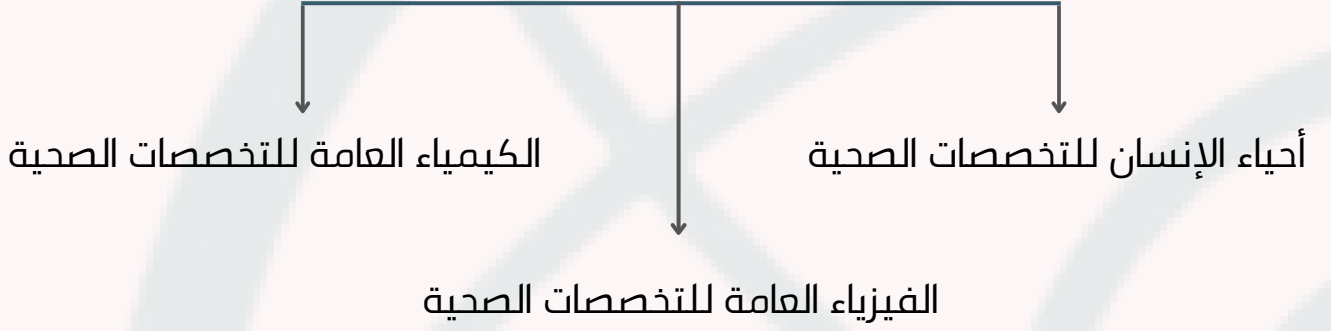 أحياء الإنسان للتخصصات الصحية
الكيمياء العامة للتخصصات الصحية
الفيزياء العامة للتخصصات الصحية